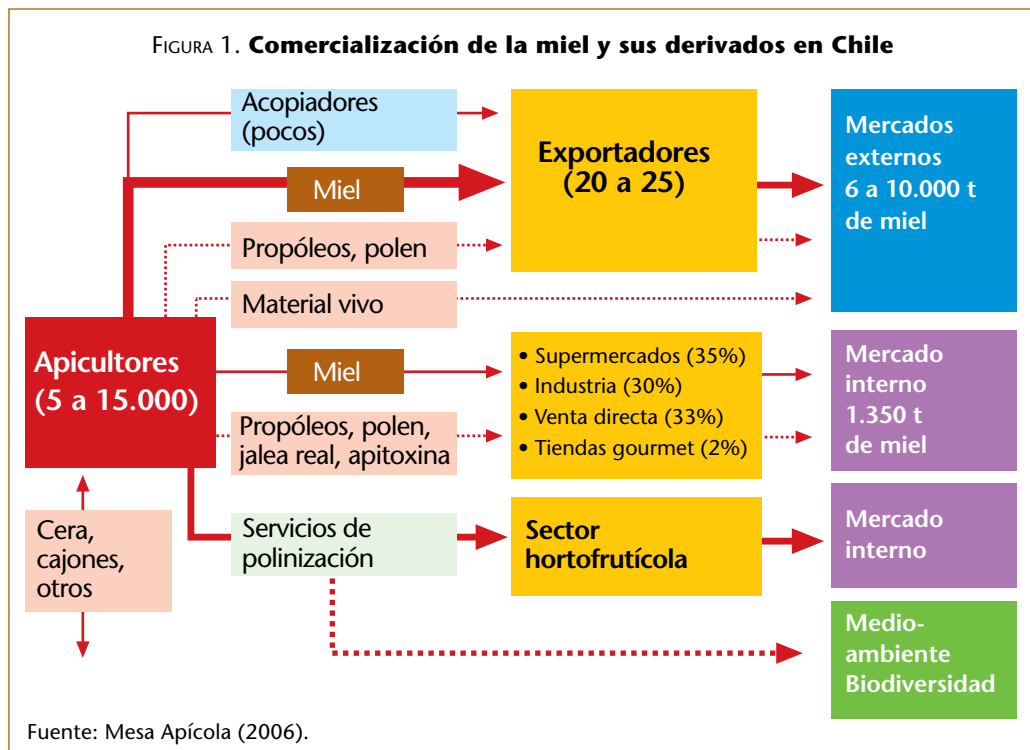 FIGURA 1. Comercialización de la miel y sus derivados en Chile
Acopiadores
(pocos)
Miel
Propóleos, polen
Material vivo
Exportadores
(20 a 25)
Mercados
externos
6 a 10.000 t
de miel
Apicultores
(5 a 15.000)
Miel
Propóleos, polen,
jalea real, apitoxina
• Supermercados (35%)
• Industria (30%)
• Venta directa (33%)
• Tiendas gourmet (2%)
Mercado
interno
1.350 t
de miel
Cera,
cajones,
otros
Servicios de
polinización
Sector
hortofrutícola
Mercado
interno
Medio-
ambiente
Biodiversidad
Fuente: Mesa Apícola (2006).